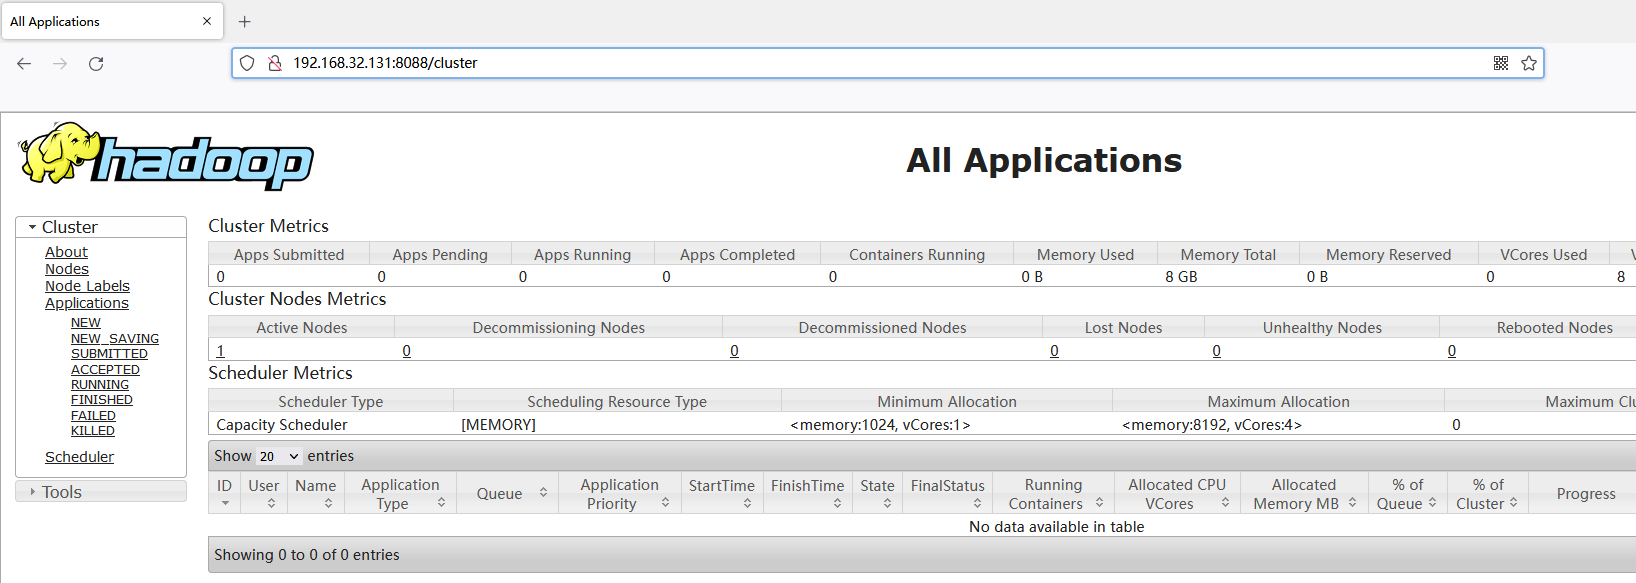 All Applications
192.168.32.131:8088/cluster
hadoop
All Applications
Cluster
About
Nodes
Node Labels
Applications
NEW
NEW_SAVING
SUBMITTED
ACCEPTED
RUNNING
FINISHED
FAILED
KILLED
Scheduler
Tools
Cluster Metrics
Apps Submitted Apps Pending Apps Running Apps Completed Containers Running Memory Used Memory Total Memory Reserved VCores Used
0 0 0 0 0 0 B 8 GB 0 B 0 8
Cluster Nodes Metrics
Active Nodes Decommissioning Nodes Decommissioned Nodes Lost Nodes Unhealthy Nodes Rebooted Nodes
1 0 0 0 0 0
Scheduler Metrics
Scheduler Type Scheduling Resource Type Minimum Allocation Maximum Allocation Maximum
Capacity Scheduler [MEMORY] <memory:1024, vCores:1> <memory:8192, vCores:4> 0
Show 20 entries
ID User Name Application Type Queue Application Priority StartTime FinishTime State FinalStatus Running Containers Allocated CPU VCores Allocated Memory MB % of Queue % of Cluster Progress
No data available in table
Showing 0 to 0 of 0 entries